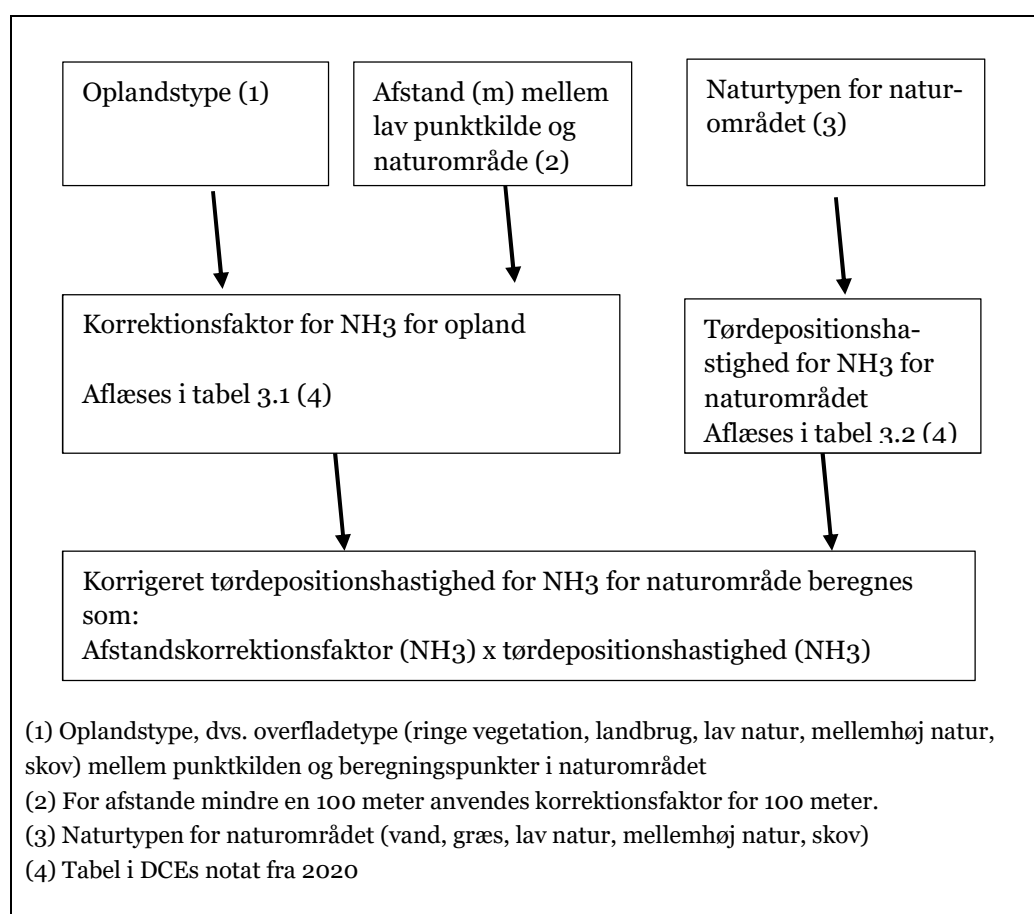 Oplandstype (1)
Afstand (m) mellem
lav punktkilde og
naturområde (2)
Naturtypen for natur-
området (3)
Korrektionsfaktor for NH3 for opland
Aflæses i tabel 3.1 (4)
Tørdepositionsha-
stighed for NH3 for
naturområdet
Aflæses i tabel 3.2 (4)
Korrigeret tørdepositionshastighed for NH3 for naturområde beregnes
som:
Afstandskorrektionsfaktor (NH3) x tørdepositionshastighed (NH3)
(1) Oplandstype, dvs. overfladetype (ringe vegetation, landbrug, lav natur, mellemhøj natur,
skov) mellem punktkilden og beregningspunkter i naturområdet
(2) For afstande mindre en 100 meter anvendes korrektionsfaktor for 100 meter.
(3) Naturtypen for naturområdet (vand, græs, lav natur, mellemhøj natur, skov)
(4) Tabel i DCEs notat fra 2020